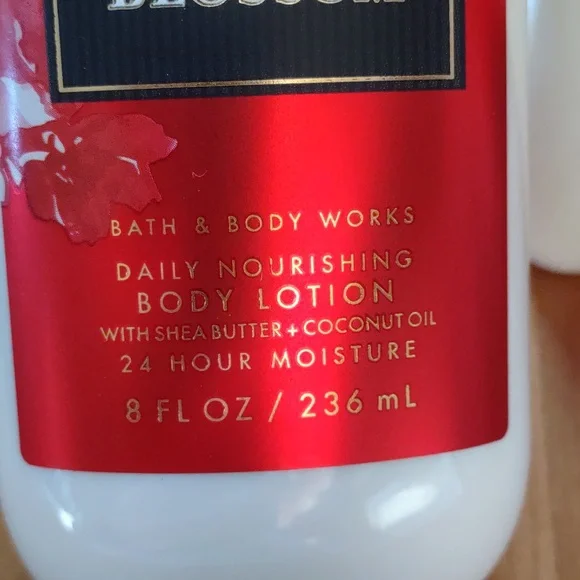 BLOSSOM
BATH & BODY WORKS
DAILY NOURISHING
BODY LOTION
WITH SHEA BUTTER + COCONUT OIL
24 HOUR MOISTURE
8 FL OZ / 236 mL